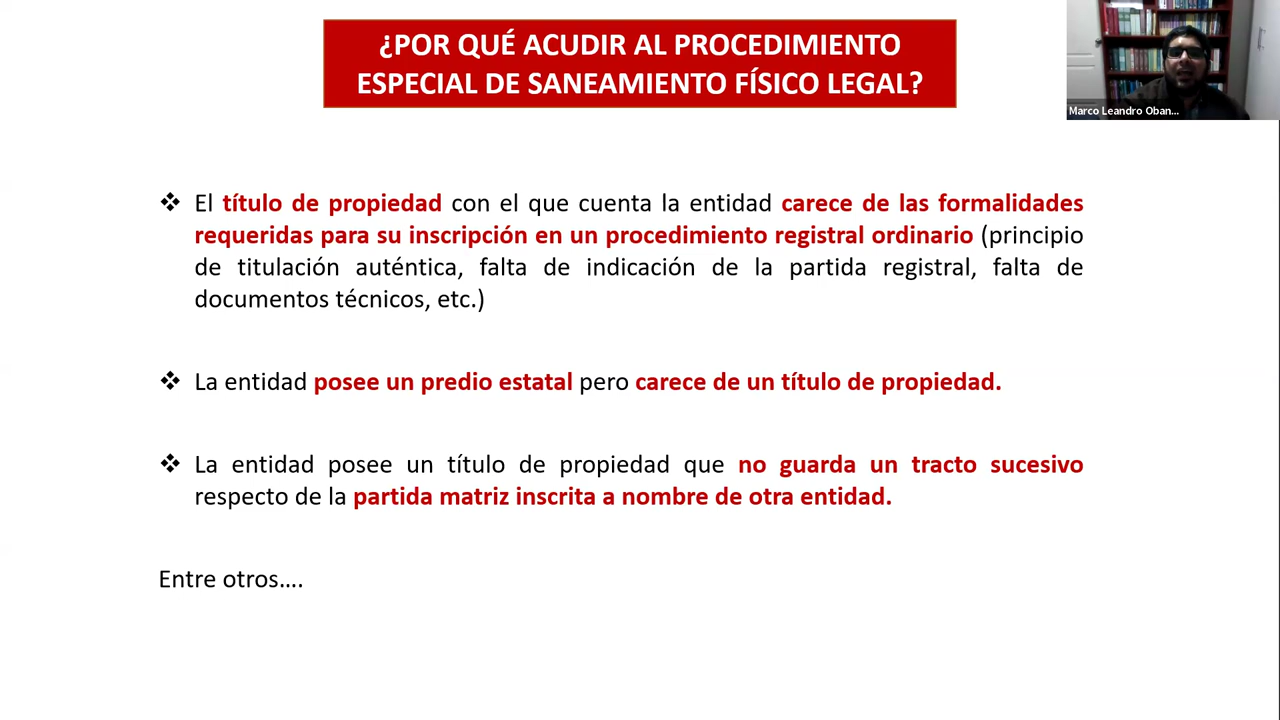 ¿POR QUÉ ACUDIR AL PROCEDIMIENTO
ESPECIAL DE SANEAMIENTO FÍSICO LEGAL?
Marco Leandro Oban...
❖ El título de propiedad con el que cuenta la entidad carece de las formalidades
requeridas para su inscripción en un procedimiento registral ordinario (principio
de titulación auténtica, falta de indicación de la partida registral, falta de
documentos técnicos, etc.)
❖ La entidad posee un predio estatal pero carece de un título de propiedad.
❖ La entidad posee un título de propiedad que no guarda un tracto sucesivo
respecto de la partida matriz inscrita a nombre de otra entidad.
Entre otros….